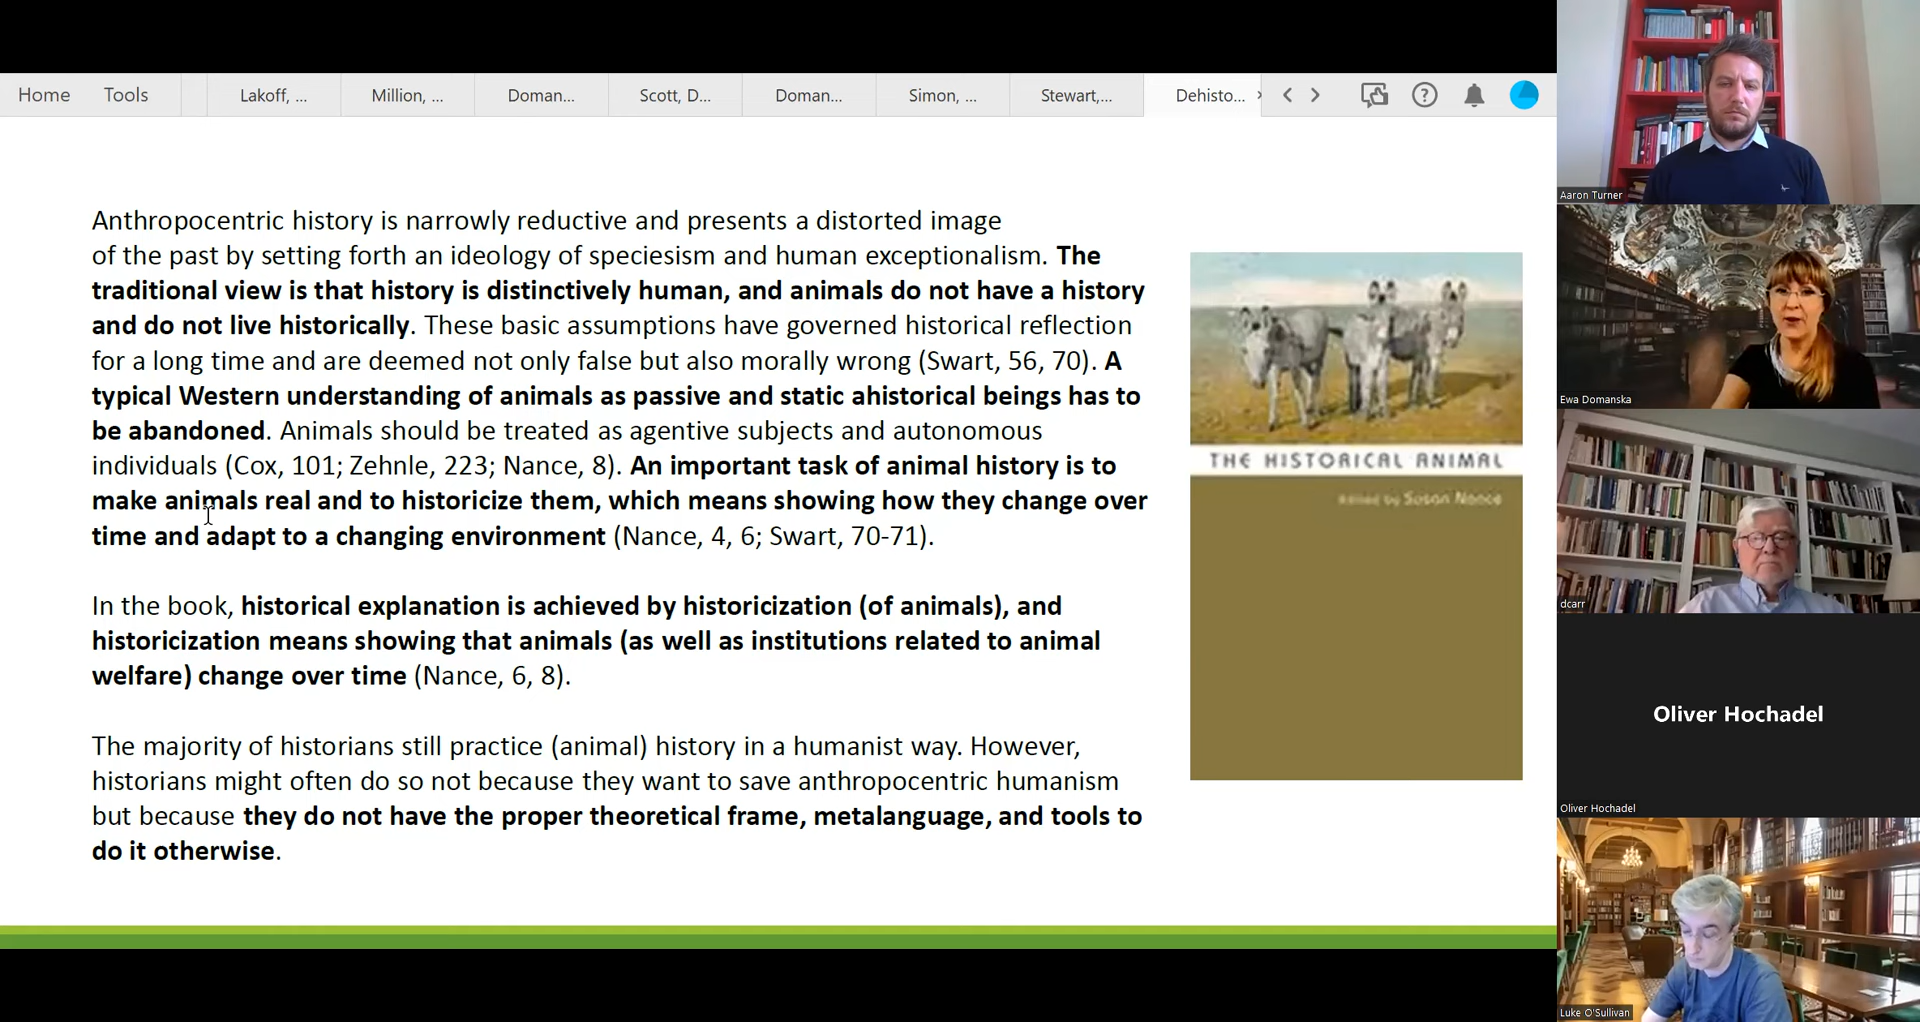 Home Tools Lakoff, ... Million, ... Doman... Scott, D... Doman... Simon, ... Stewart,... Dehisto...
Anthropocentric history is narrowly reductive and presents a distorted image
of the past by setting forth an ideology of speciesism and human exceptionalism. The
traditional view is that history is distinctively human, and animals do not have a history
and do not live historically. These basic assumptions have governed historical reflection
for a long time and are deemed not only false but also morally wrong (Swart, 56, 70). A
typical Western understanding of animals as passive and static ahistorical beings has to
be abandoned. Animals should be treated as agentive subjects and autonomous
individuals (Cox, 101; Zehnle, 223; Nance, 8). An important task of animal history is to
make animals real and to historicize them, which means showing how they change over
time and adapt to a changing environment (Nance, 4, 6; Swart, 70-71).
In the book, historical explanation is achieved by historicization (of animals), and
historicization means showing that animals (as well as institutions related to animal
welfare) change over time (Nance, 6, 8).
The majority of historians still practice (animal) history in a humanist way. However,
historians might often do so not because they want to save anthropocentric humanism
but because they do not have the proper theoretical frame, metalanguage, and tools to
do it otherwise.
THE HISTORICAL ANIMAL
Edited by Susan Nance
Aaron Turner
Ewa Domanska
dcarr
Oliver Hochadel
Oliver Hochadel
Luke O'Sullivan